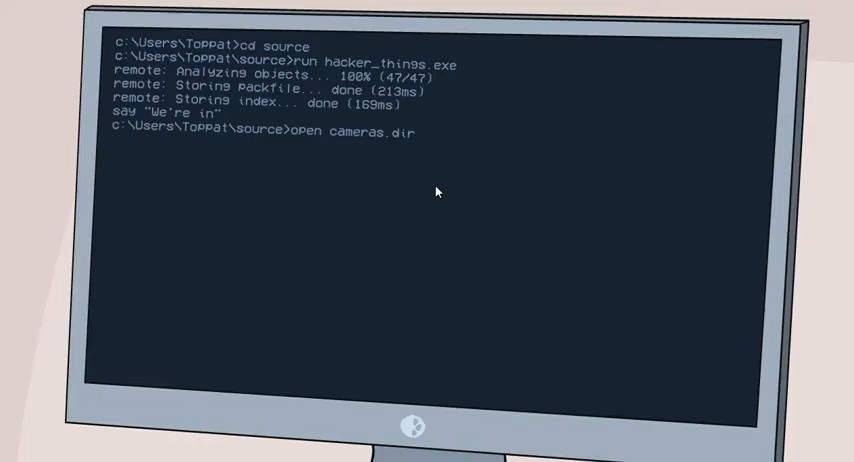 c:\Users\Toppat>cd source
c:\Users\Toppat\source>run hacker_things.exe
remote: Analyzing objects... 100% (47/47)
remote: Storing packfile... done (213ms)
remote: Storing index... done (169ms)
say "We're in"
c:\Users\Toppat\source>open cameras.dir